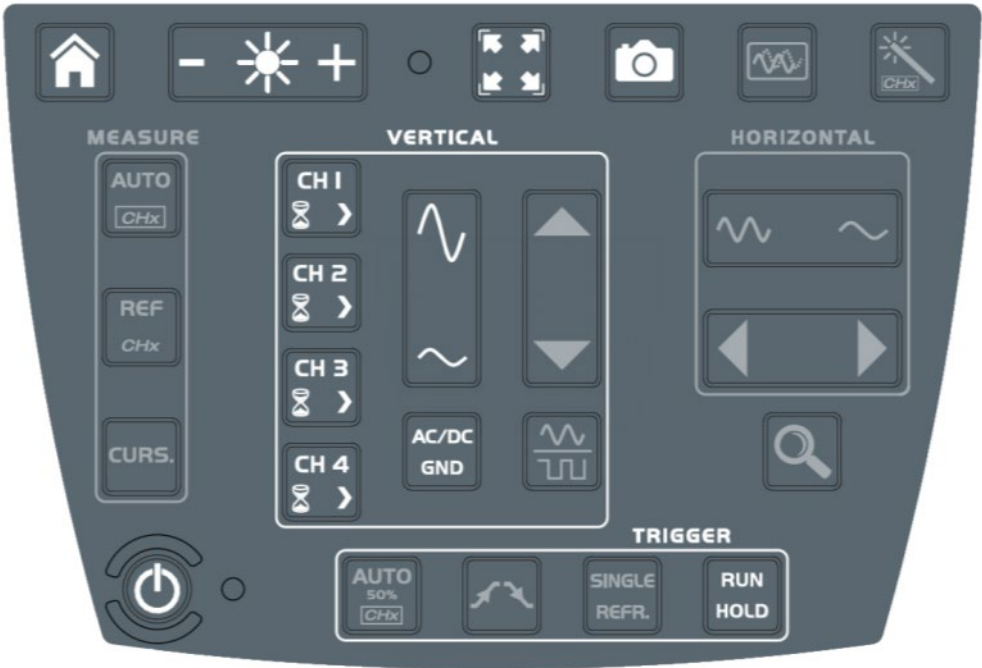 CHx
MEASURE
AUTO
CHx
REF
CHx
CURS.
VERTICAL
CH 1
CH 2
CH 3
CH 4
AC/DC
GND
HORIZONTAL
TRIGGER
AUTO
50%
CHx
SINGLE
REFR.
RUN
HOLD